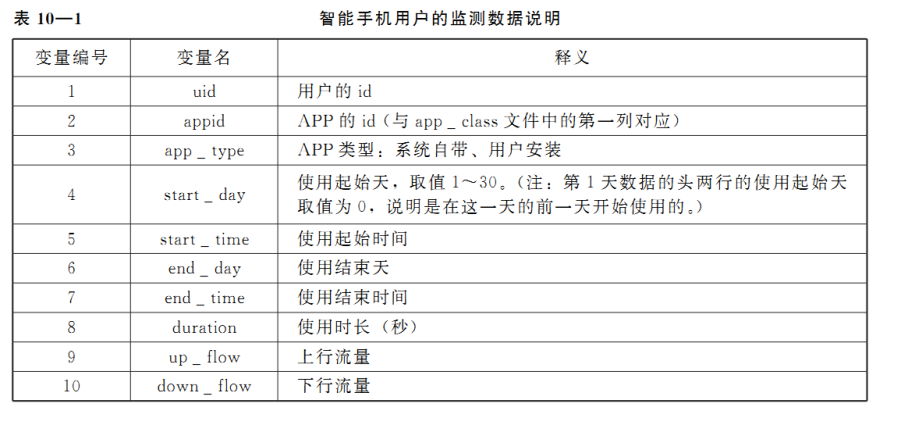 表 10—1 智能手机用户的监测数据说明
变量编号 变量名 释义
1 uid 用户的 id
2 appid APP 的 id（与 app _ class 文件中的第一列对应）
3 app _ type APP 类型：系统自带、用户安装
4 start _ day 使用起始天，取值 1～30。（注：第 1 天数据的头两行的使用起始天
取值为 0，说明是在这一天的前一天开始使用的。）
5 start _ time 使用起始时间
6 end _ day 使用结束天
7 end _ time 使用结束时间
8 duration 使用时长（秒）
9 up _ flow 上行流量
10 down _ flow 下行流量